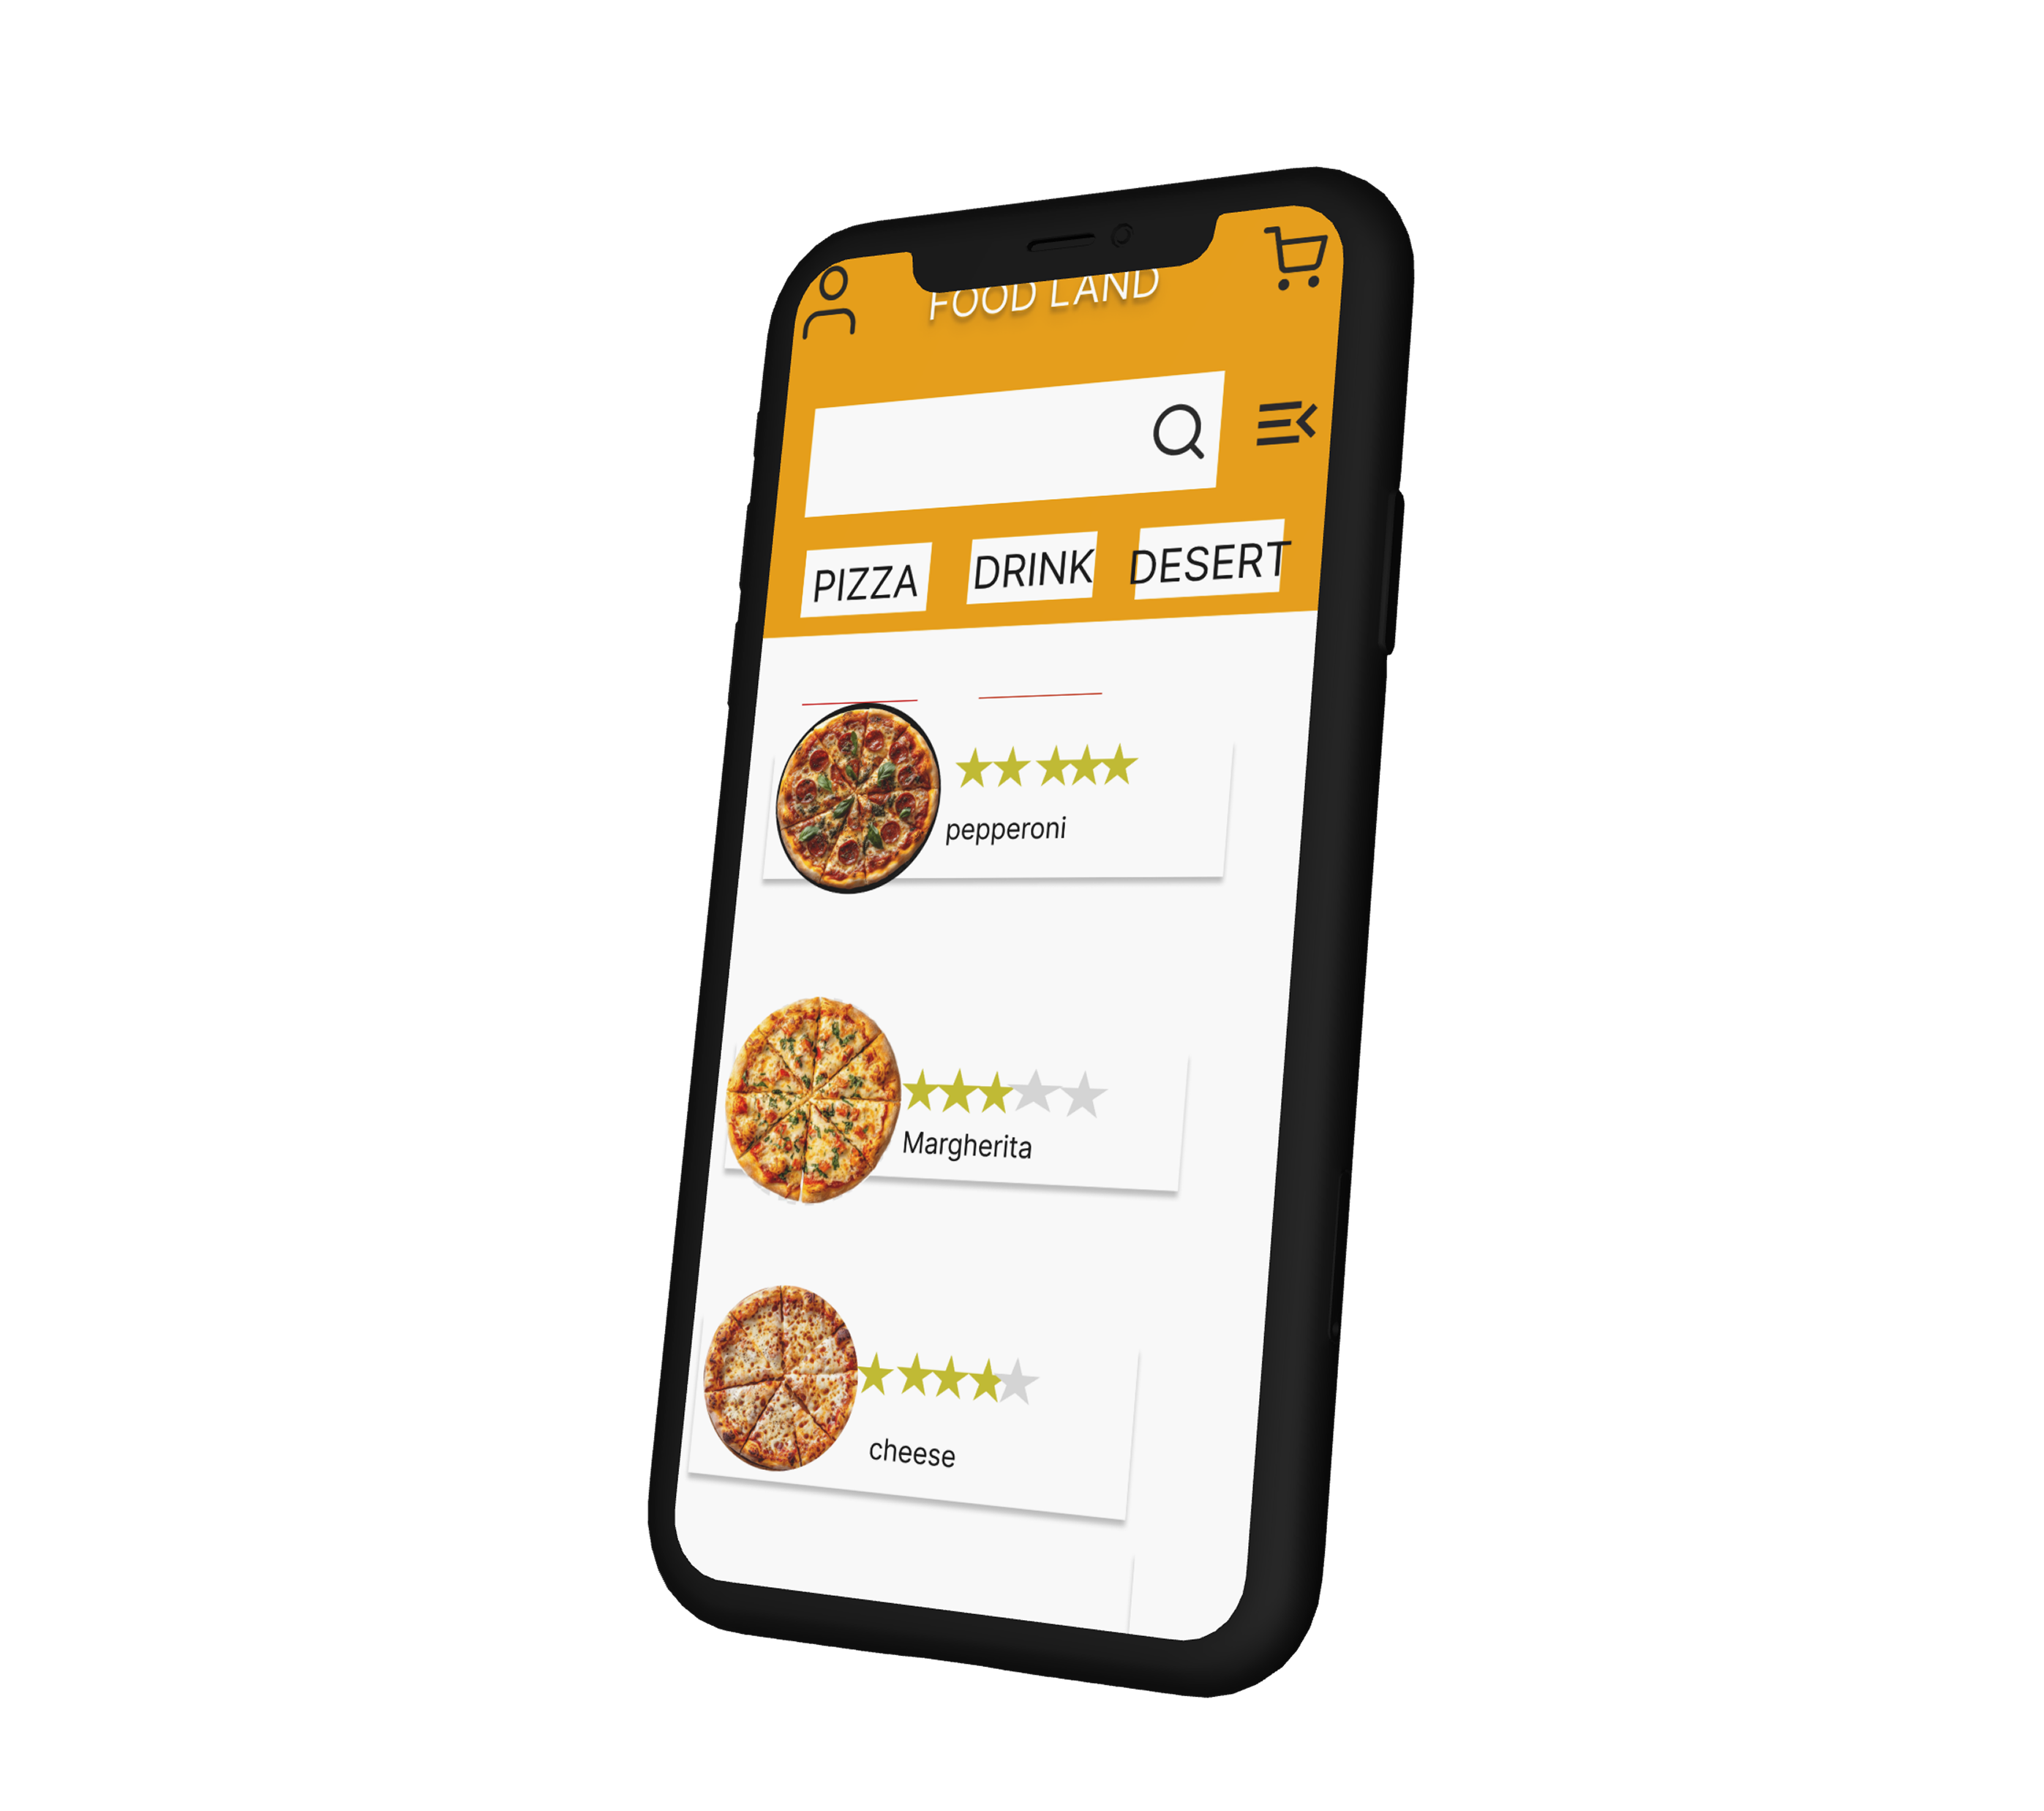 FOOD LAND
PIZZA DRINK DESERT
pepperoni
Margherita
cheese